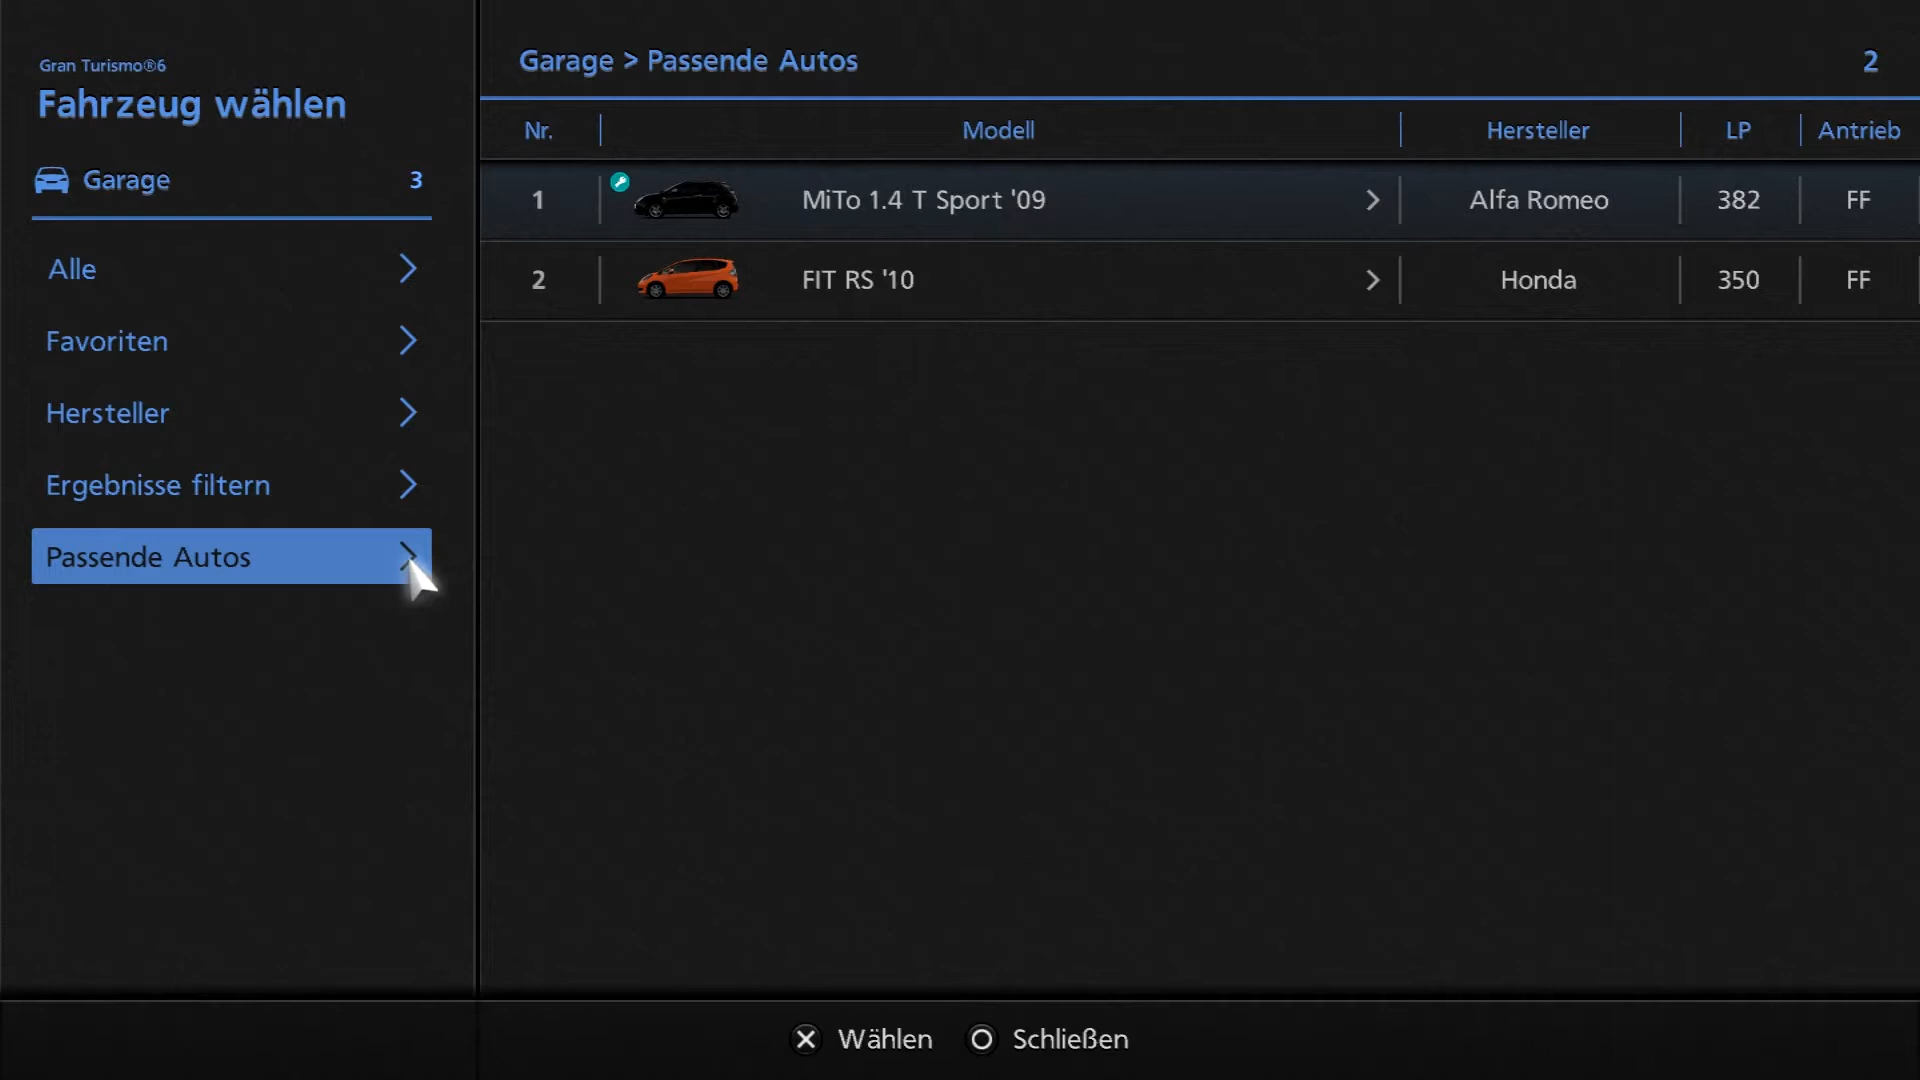 Gran Turismo®6
Fahrzeug wählen
Garage 3
Alle
Favoriten
Hersteller
Ergebnisse filtern
Passende Autos
Garage > Passende Autos 2
Nr. Modell Hersteller LP Antrieb
1 MiTo 1.4 T Sport '09 Alfa Romeo 382 FF
2 FIT RS '10 Honda 350 FF
Wählen Schließen